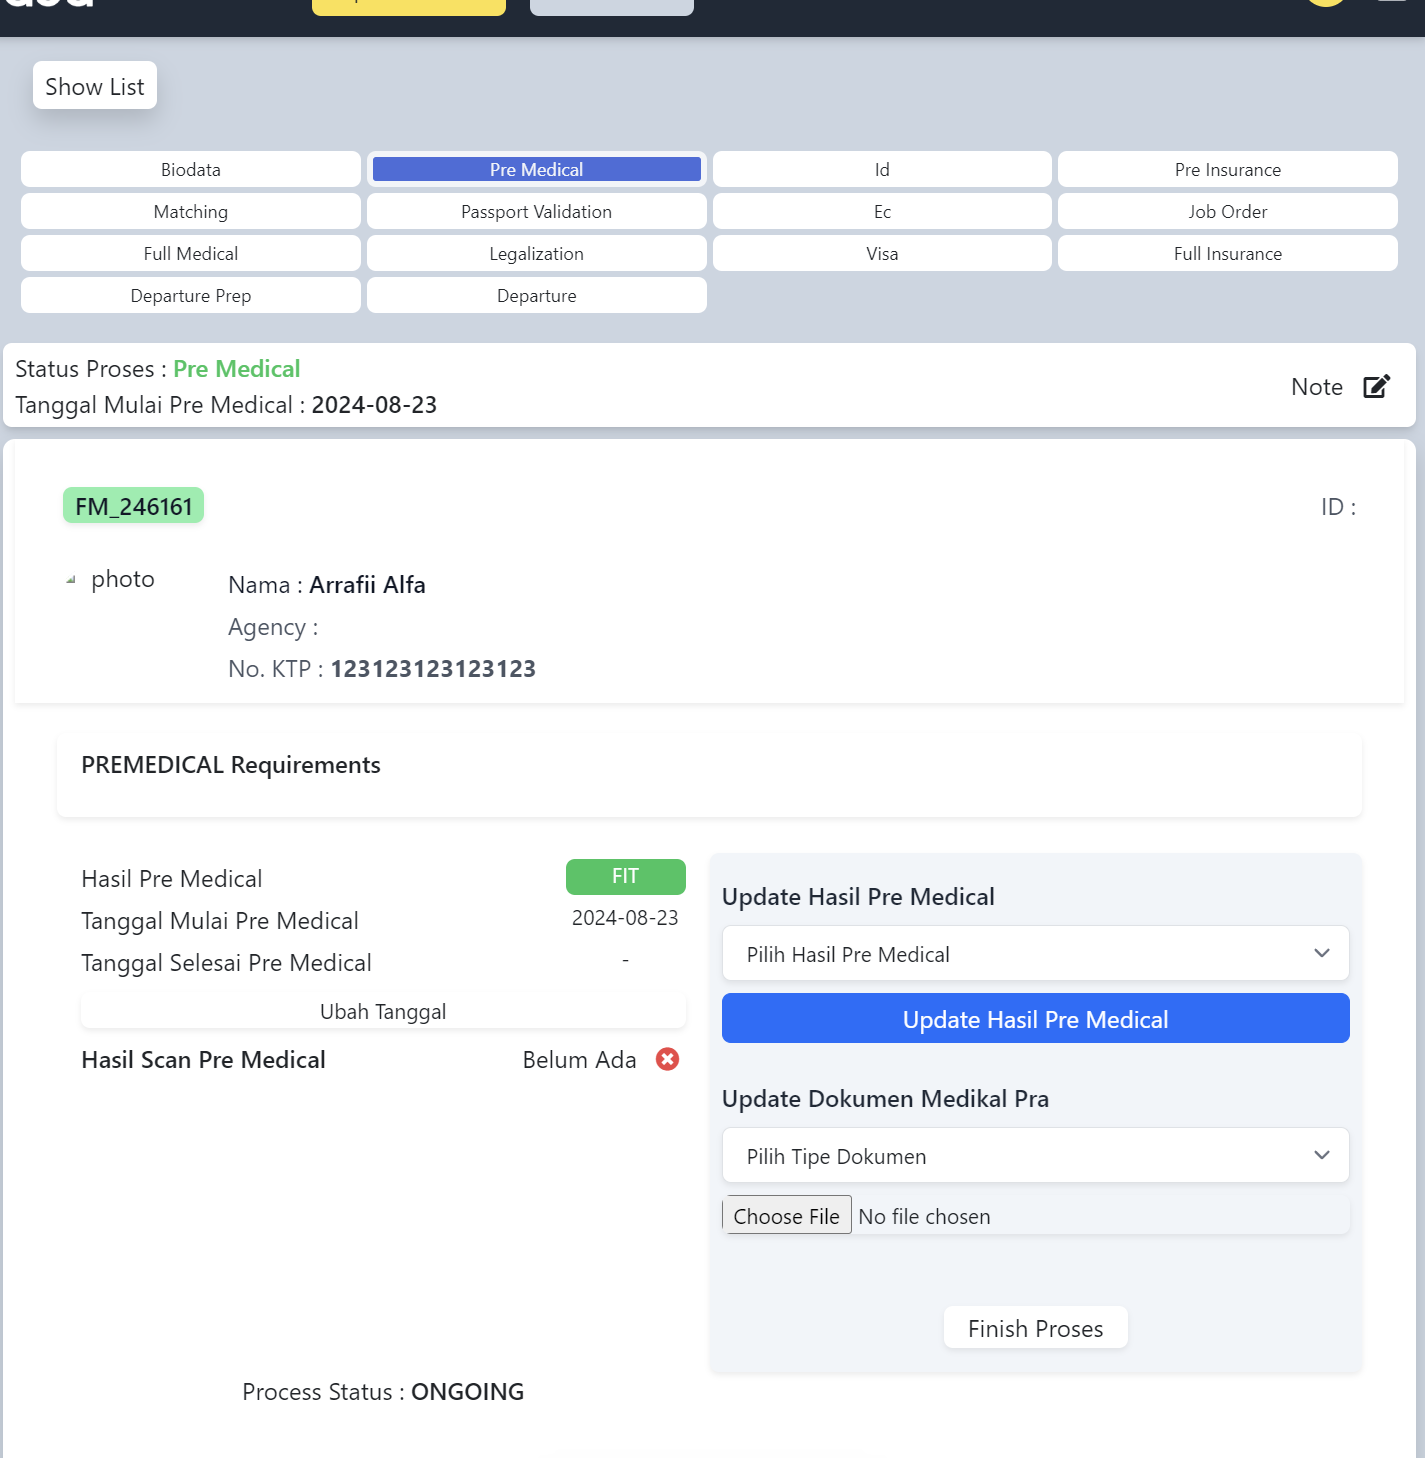 Show List
Biodata
Pre Medical
Id
Pre Insurance
Matching
Passport Validation
Ec
Job Order
Full Medical
Legalization
Visa
Full Insurance
Departure Prep
Departure
Status Proses : Pre Medical
Tanggal Mulai Pre Medical : 2024-08-23
Note
FM_246161
ID :
photo
Nama : Arrafii Alfa
Agency :
No. KTP : 123123123123123
PREMEDICAL Requirements
Hasil Pre Medical FIT
Tanggal Mulai Pre Medical 2024-08-23
Tanggal Selesai Pre Medical -
Ubah Tanggal
Hasil Scan Pre Medical Belum Ada
Update Hasil Pre Medical
Pilih Hasil Pre Medical
Update Hasil Pre Medical
Update Dokumen Medikal Pra
Pilih Tipe Dokumen
Choose File No file chosen
Finish Proses
Process Status : ONGOING